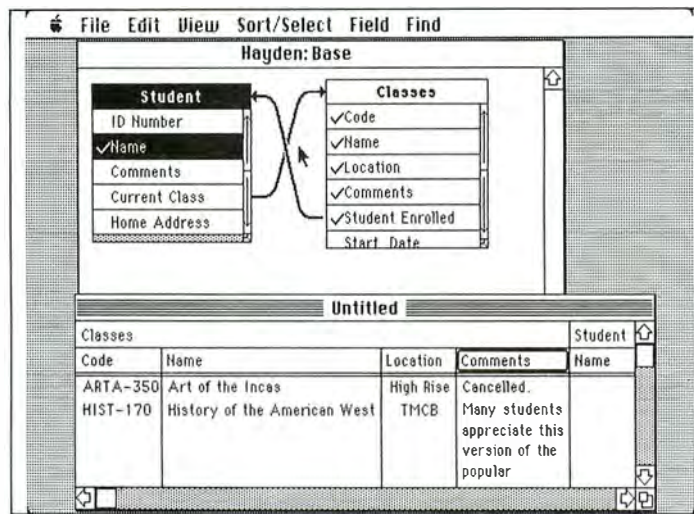 File Edit View Sort/Select Field Find
Hayden:Base
Student
ID Number
✓Name
Comments
Current Class
Home Address
Classes
✓Code
✓Name
✓Location
✓Comments
✓Student Enrolled
Start Date
Untitled
Classes Student
Code Name Location Comments Name
ARTA-350 Art of the Incas High Rise Cancelled.
HIST-170 History of the American West TMCB Many students
appreciate this
version of the
popular